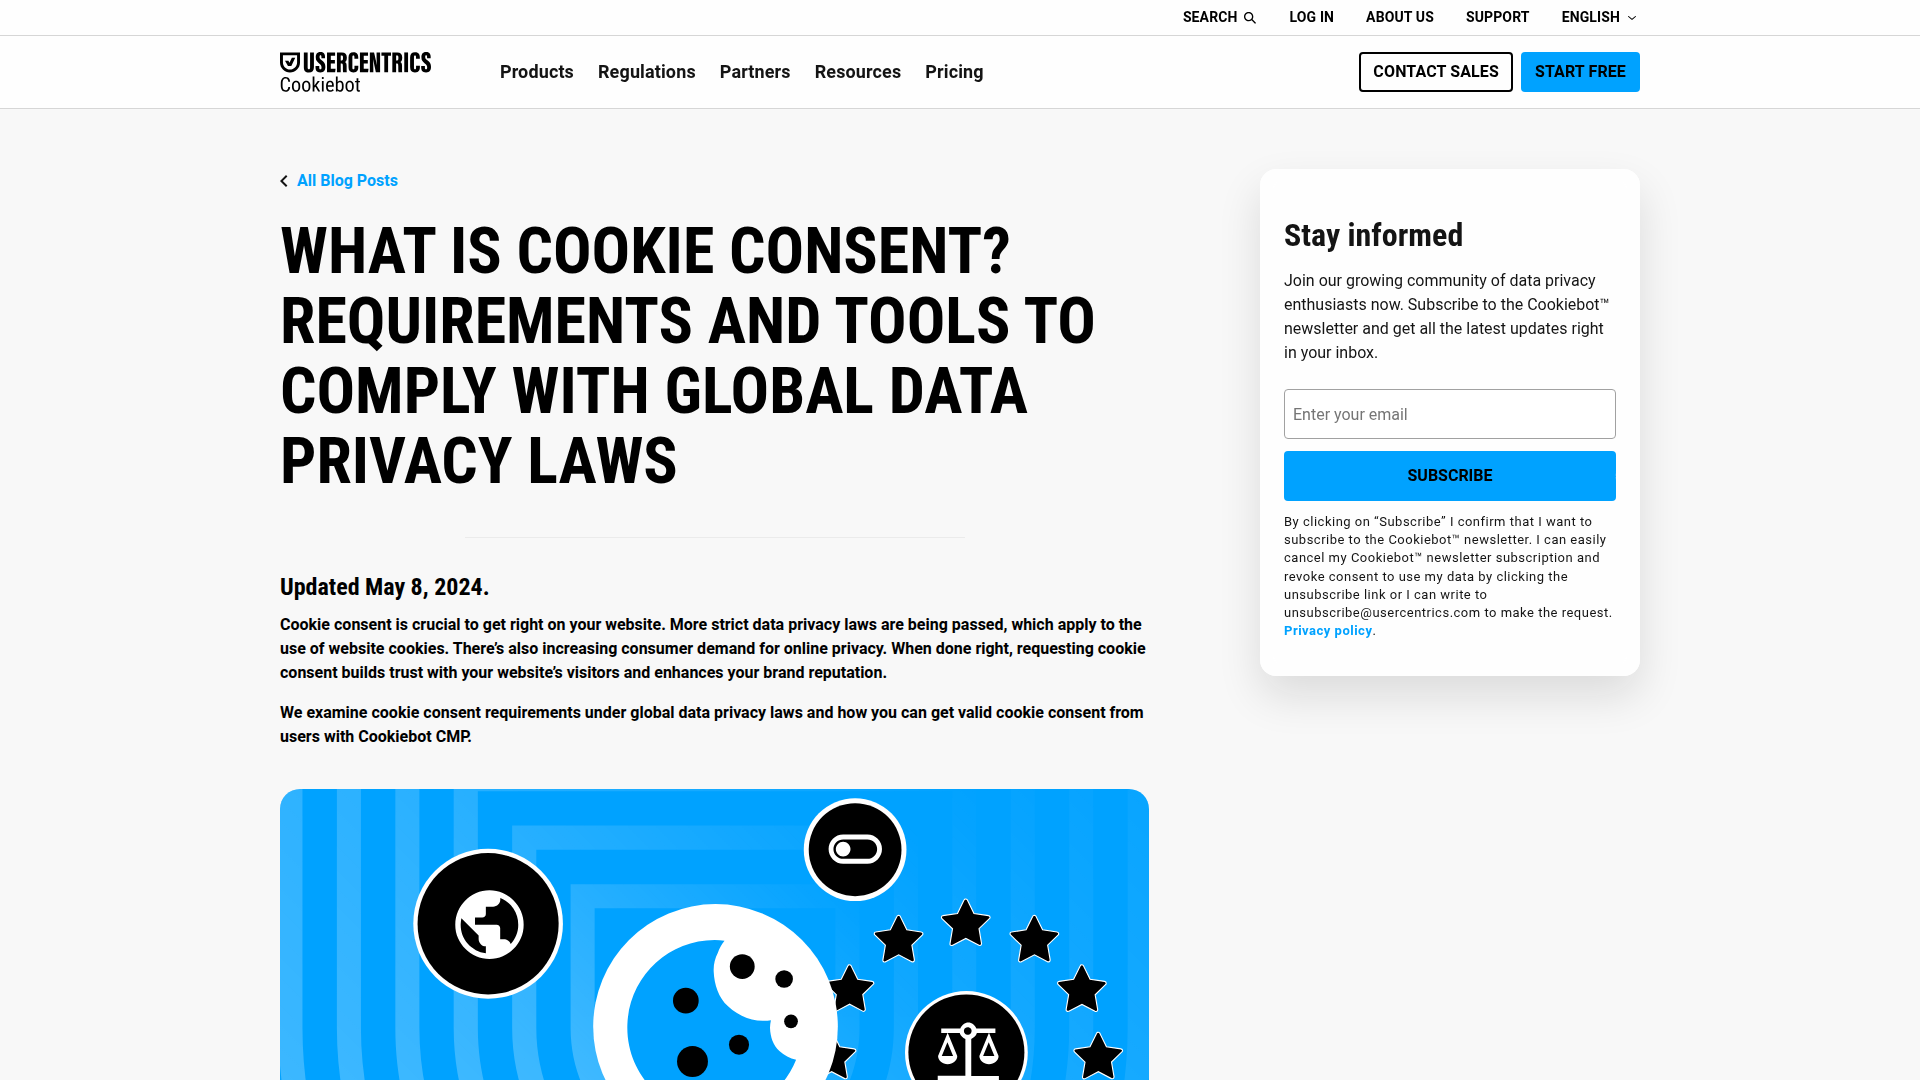 SEARCH
LOG IN
ABOUT US
SUPPORT
ENGLISH
USERCENTRICS
Cookiebot
Products
Regulations
Partners
Resources
Pricing
CONTACT SALES
START FREE
All Blog Posts
WHAT IS COOKIE CONSENT?
REQUIREMENTS AND TOOLS TO
COMPLY WITH GLOBAL DATA
PRIVACY LAWS
Updated May 8, 2024.
Cookie consent is crucial to get right on your website. More strict data privacy laws are being passed, which apply to the
use of website cookies. There’s also increasing consumer demand for online privacy. When done right, requesting cookie
consent builds trust with your website’s visitors and enhances your brand reputation.
We examine cookie consent requirements under global data privacy laws and how you can get valid cookie consent from
users with Cookiebot CMP.
Stay informed
Join our growing community of data privacy
enthusiasts now. Subscribe to the Cookiebot™
newsletter and get all the latest updates right
in your inbox.
Enter your email
SUBSCRIBE
By clicking on “Subscribe” I confirm that I want to
subscribe to the Cookiebot™ newsletter. I can easily
cancel my Cookiebot™ newsletter subscription and
revoke consent to use my data by clicking the
unsubscribe link or I can write to
unsubscribe@usercentrics.com to make the request.
Privacy policy.